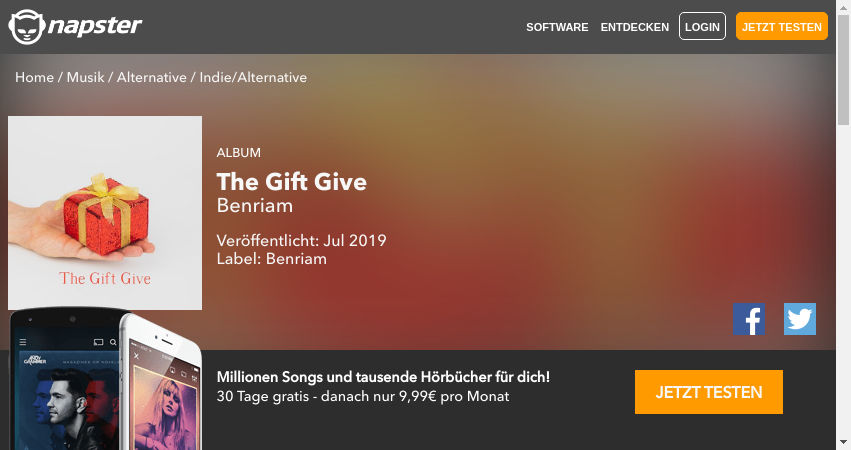 napster
SOFTWARE ENTDECKEN LOGIN JETZT TESTEN
Home / Musik / Alternative / Indie/Alternative
ALBUM
The Gift Give
Benriam
Veröffentlicht: Jul 2019
Label: Benriam
The Gift Give
Millionen Songs und tausende Hörbücher für dich!
30 Tage gratis - danach nur 9,99€ pro Monat
JETZT TESTEN
ANDY GRAMMER